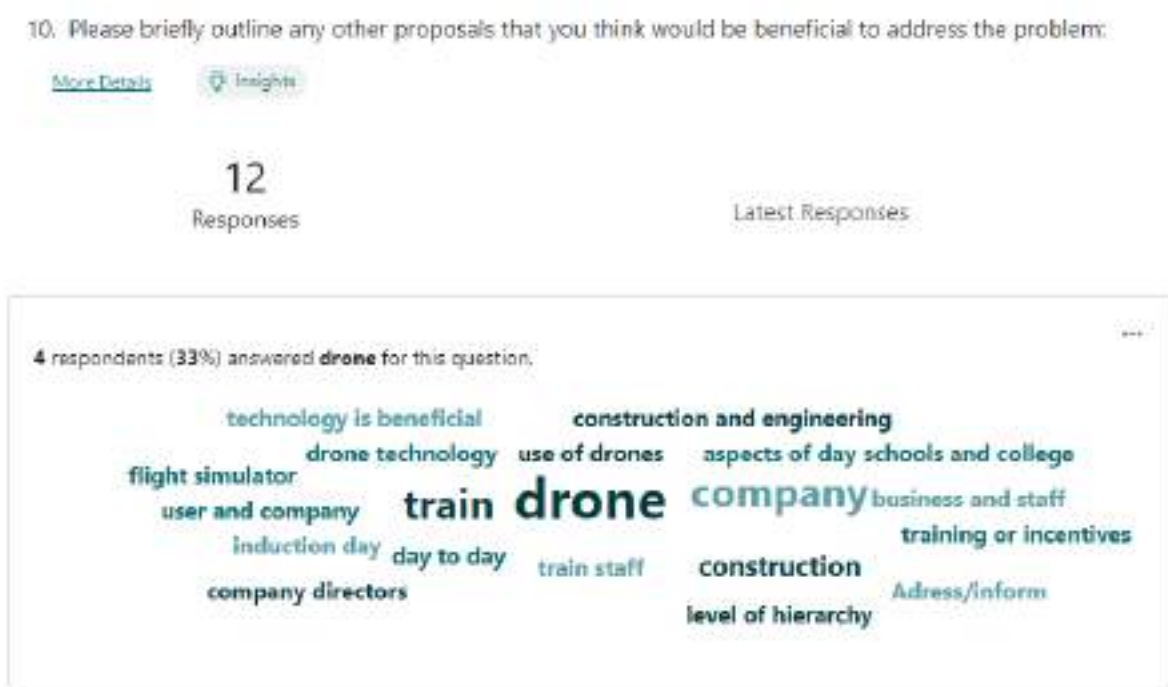 10. Please briefly outline any other proposals that you think would be beneficial to address the problem:
More Details
Insights
12
Responses
Latest Responses
...
4 respondents (33%) answered drone for this question.
technology is beneficial
construction and engineering
drone technology
use of drones
aspects of day schools and college
flight simulator
train
drone
company
business and staff
user and company
training or incentives
induction day
day to day
train staff
construction
company directors
Adress/inform
level of hierarchy